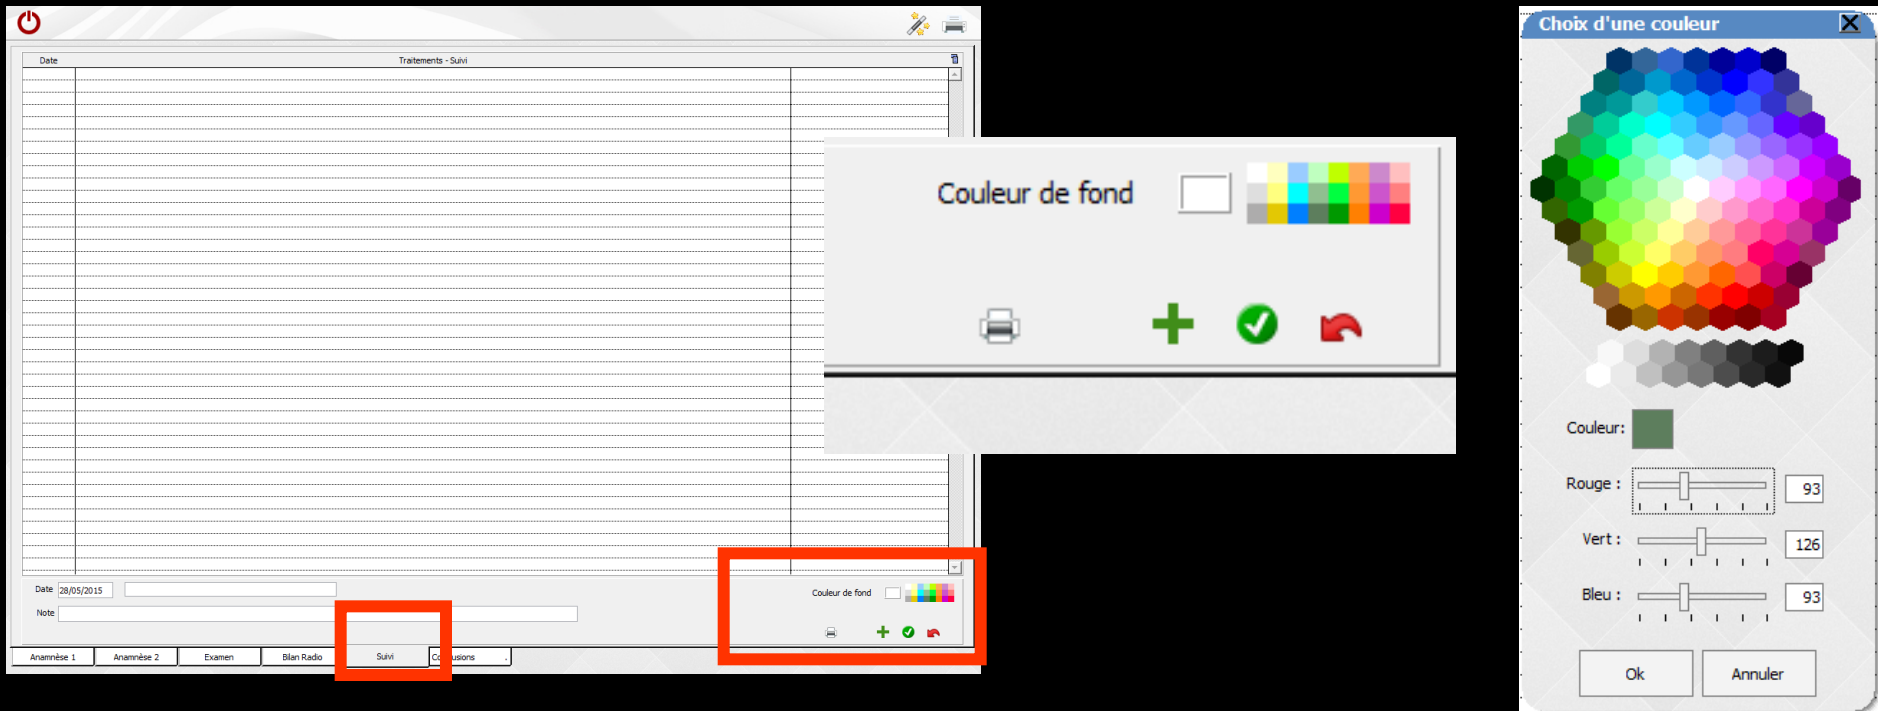 Date Traitements - Suivi
Date 28/05/2015
Couleur de fond
Note
Anamnèse 1 Anamnèse 2 Examen Bilan Radio Suivi
Couleur de fond
Choix d'une couleur
Couleur:
Rouge : 93
Vert : 126
Bleu : 93
Ok Annuler